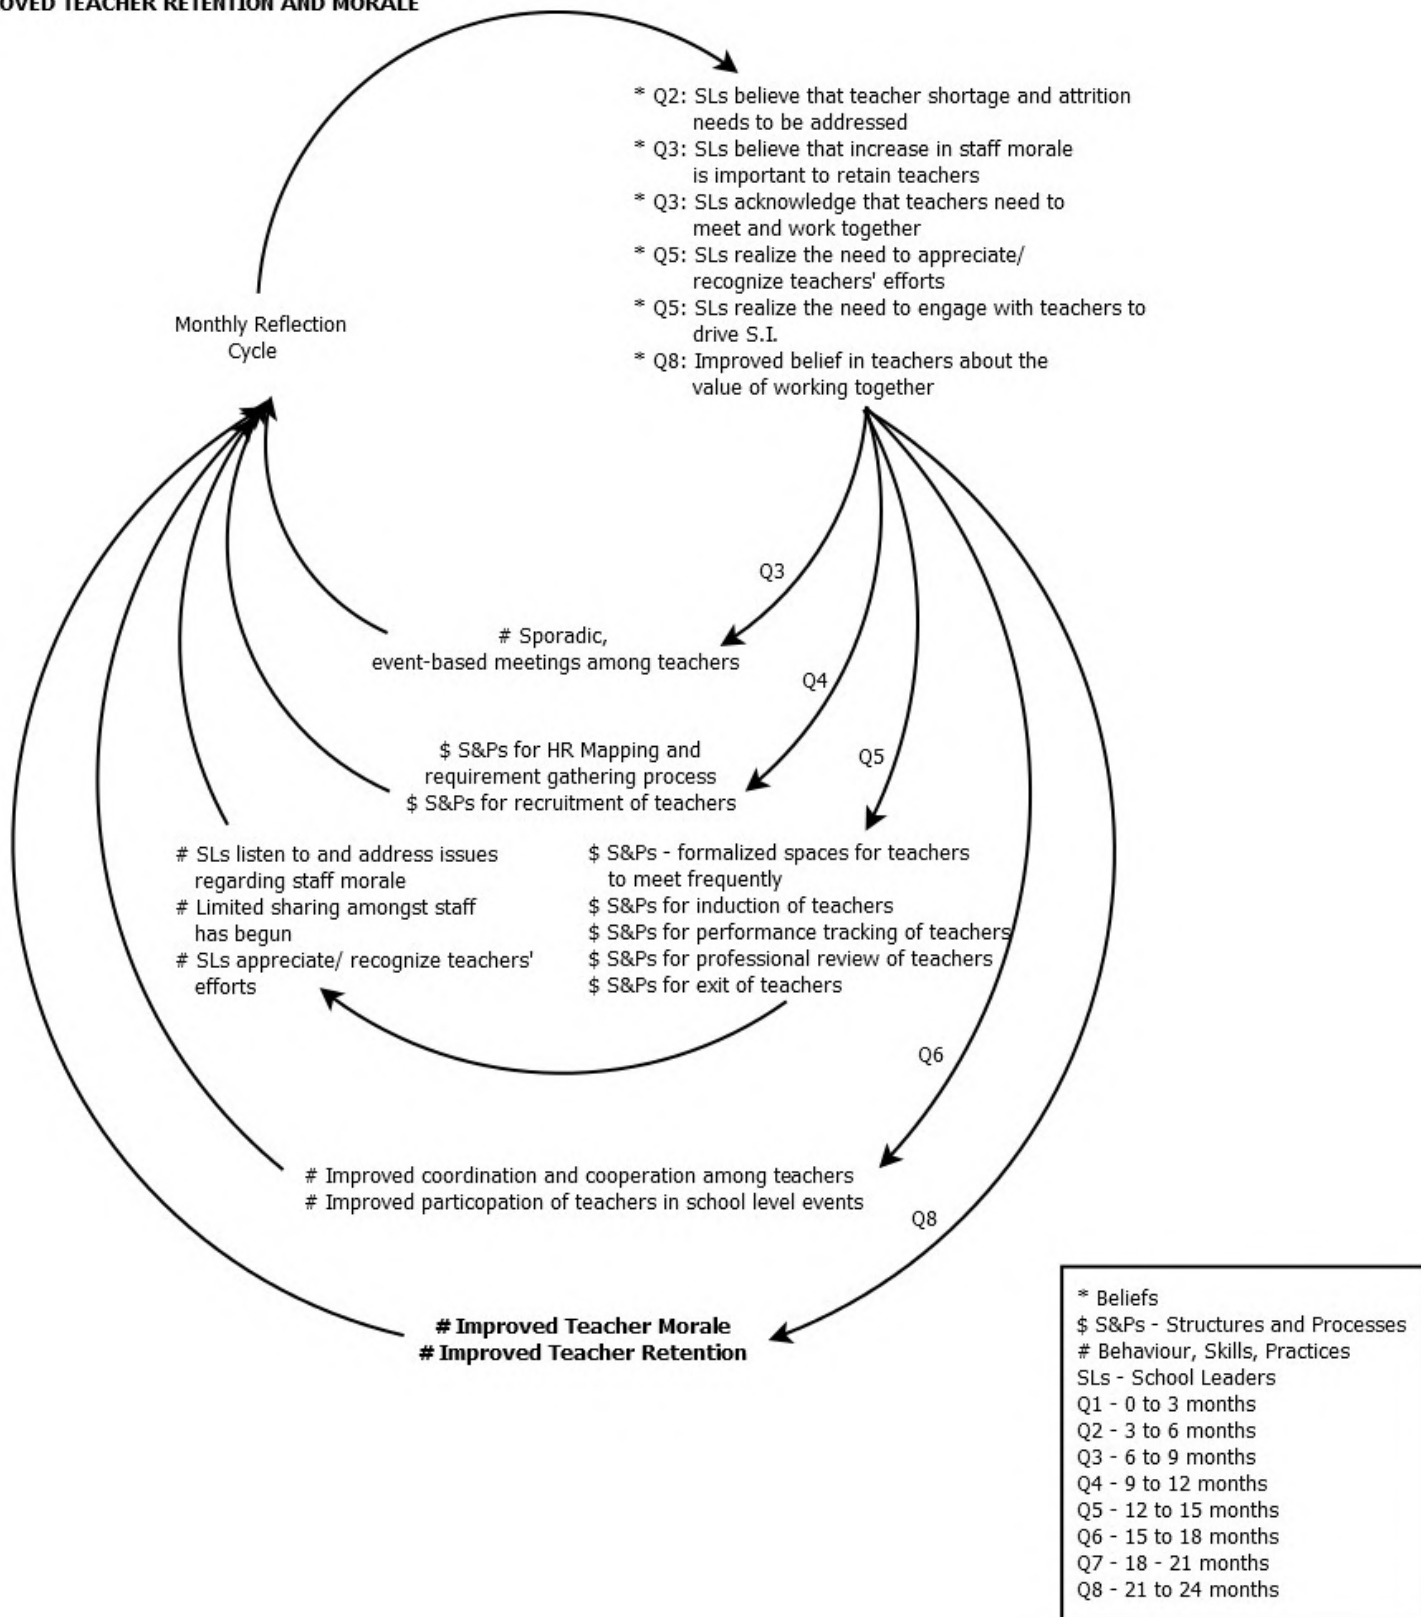 OVED TEACHER RETENTION AND MORALE
* Q2: SLs believe that teacher shortage and attrition
needs to be addressed
* Q3: SLs believe that increase in staff morale
is important to retain teachers
* Q3: SLs acknowledge that teachers need to
meet and work together
* Q5: SLs realize the need to appreciate/
recognize teachers' efforts
* Q5: SLs realize the need to engage with teachers to
drive S.I.
* Q8: Improved belief in teachers about the
value of working together
Monthly Reflection
Cycle
Q3
# Sporadic,
event-based meetings among teachers
Q4
$ S&Ps for HR Mapping and
requirement gathering process
$ S&Ps for recruitment of teachers
Q5
# SLs listen to and address issues
regarding staff morale
# Limited sharing amongst staff
has begun
# SLs appreciate/ recognize teachers'
efforts
$ S&Ps - formalized spaces for teachers
to meet frequently
$ S&Ps for induction of teachers
$ S&Ps for performance tracking of teachers
$ S&Ps for professional review of teachers
$ S&Ps for exit of teachers
Q6
# Improved coordination and cooperation among teachers
# Improved particopation of teachers in school level events
Q8
# Improved Teacher Morale
# Improved Teacher Retention
* Beliefs
$ S&Ps - Structures and Processes
# Behaviour, Skills, Practices
SLs - School Leaders
Q1 - 0 to 3 months
Q2 - 3 to 6 months
Q3 - 6 to 9 months
Q4 - 9 to 12 months
Q5 - 12 to 15 months
Q6 - 15 to 18 months
Q7 - 18 - 21 months
Q8 - 21 to 24 months